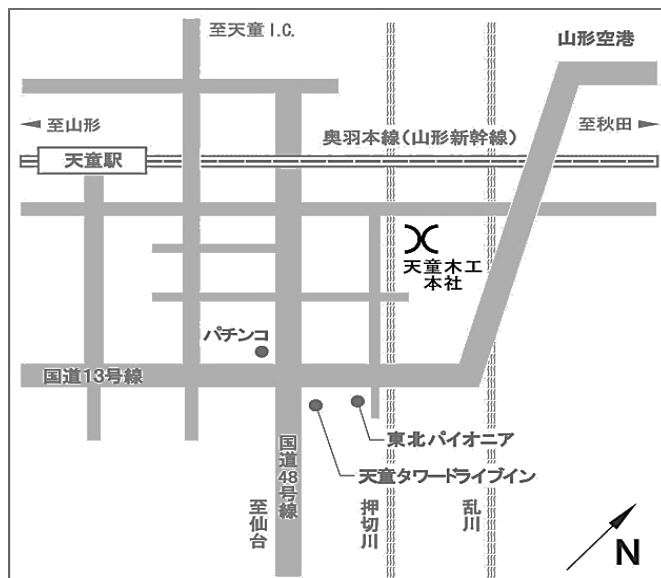 至天童I.C.
山形空港
至山形
至秋田
奥羽本線(山形新幹線)
天童駅
天童木工
本社
パチンコ
国道13号線
東北パイオニア
天童タワードライブイン
国道48号線
至仙台
押切川
乱川
N